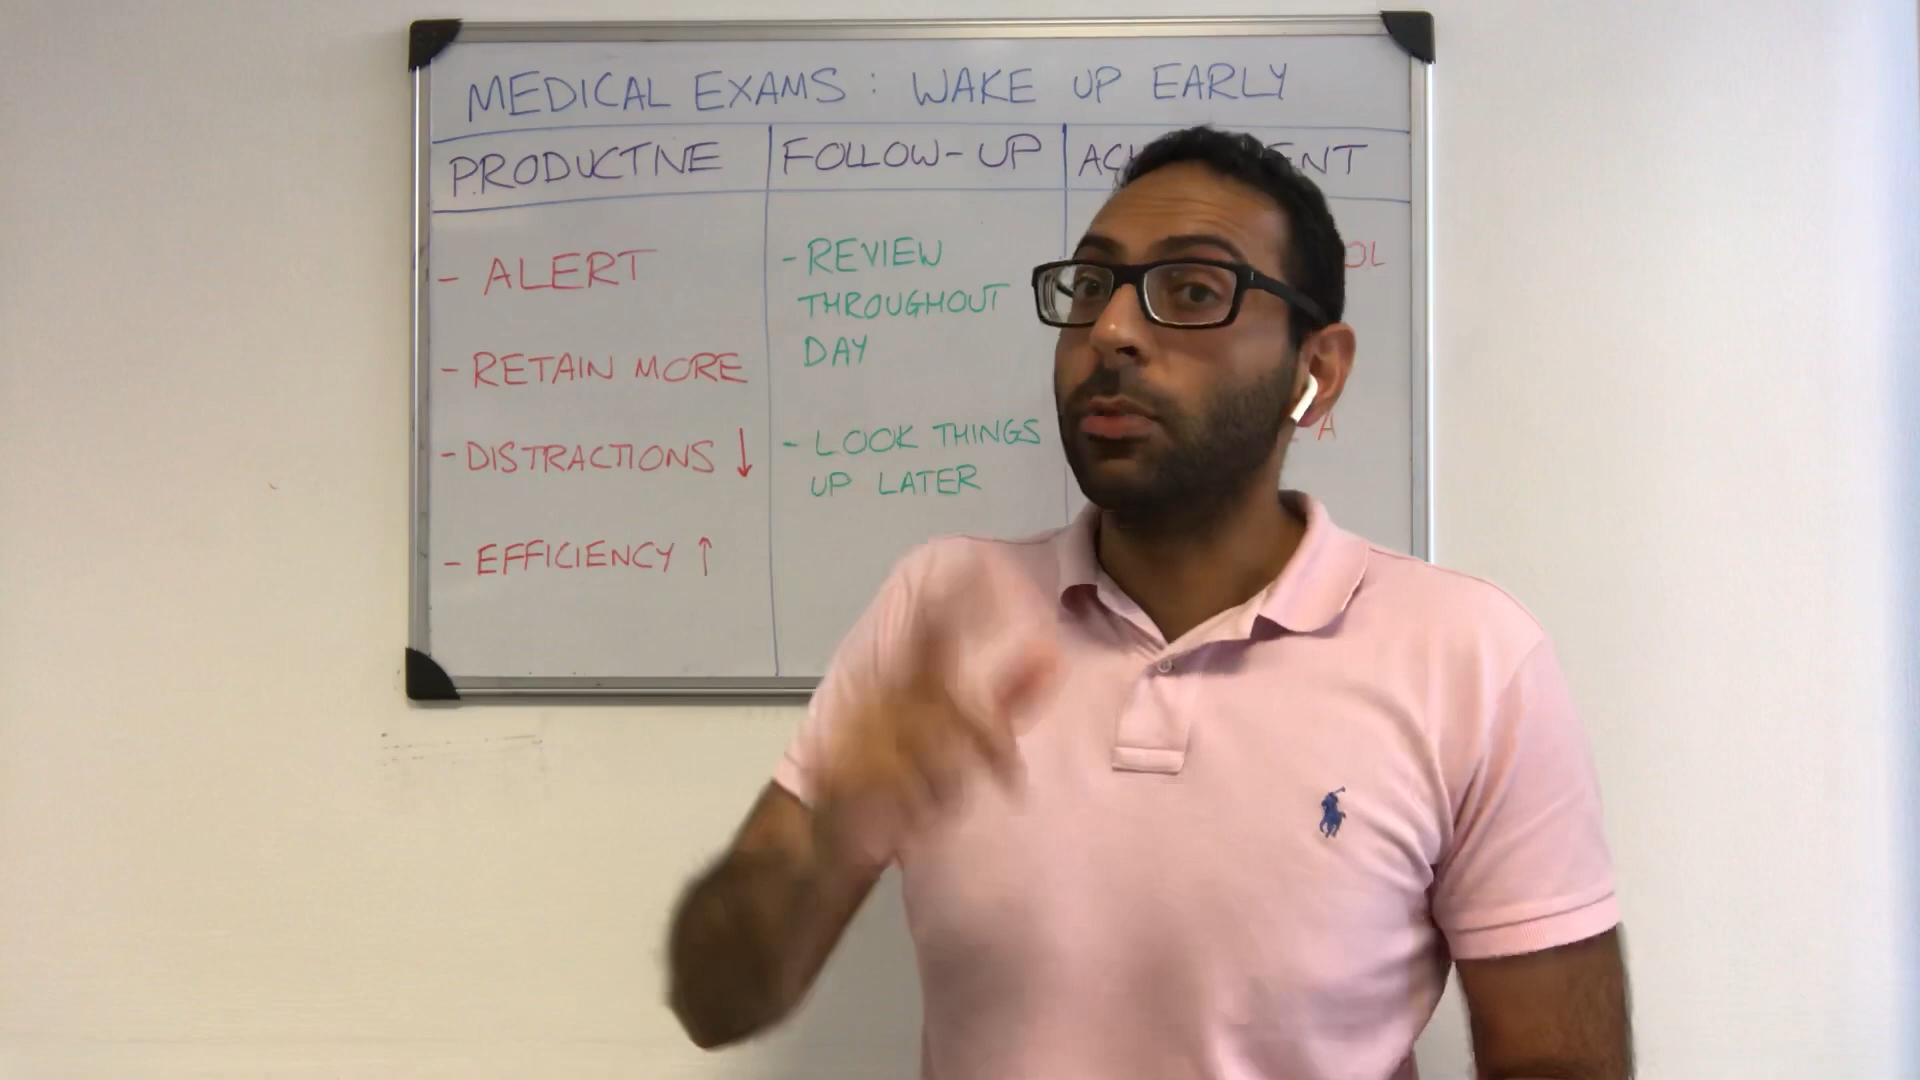 MEDICAL EXAMS : WAKE UP EARLY
PRODUCTIVE
- ALERT
- RETAIN MORE
- DISTRACTIONS ↓
- EFFICIENCY ↑
FOLLOW-UP
- REVIEW
THROUGHOUT
DAY
- LOOK THINGS
UP LATER